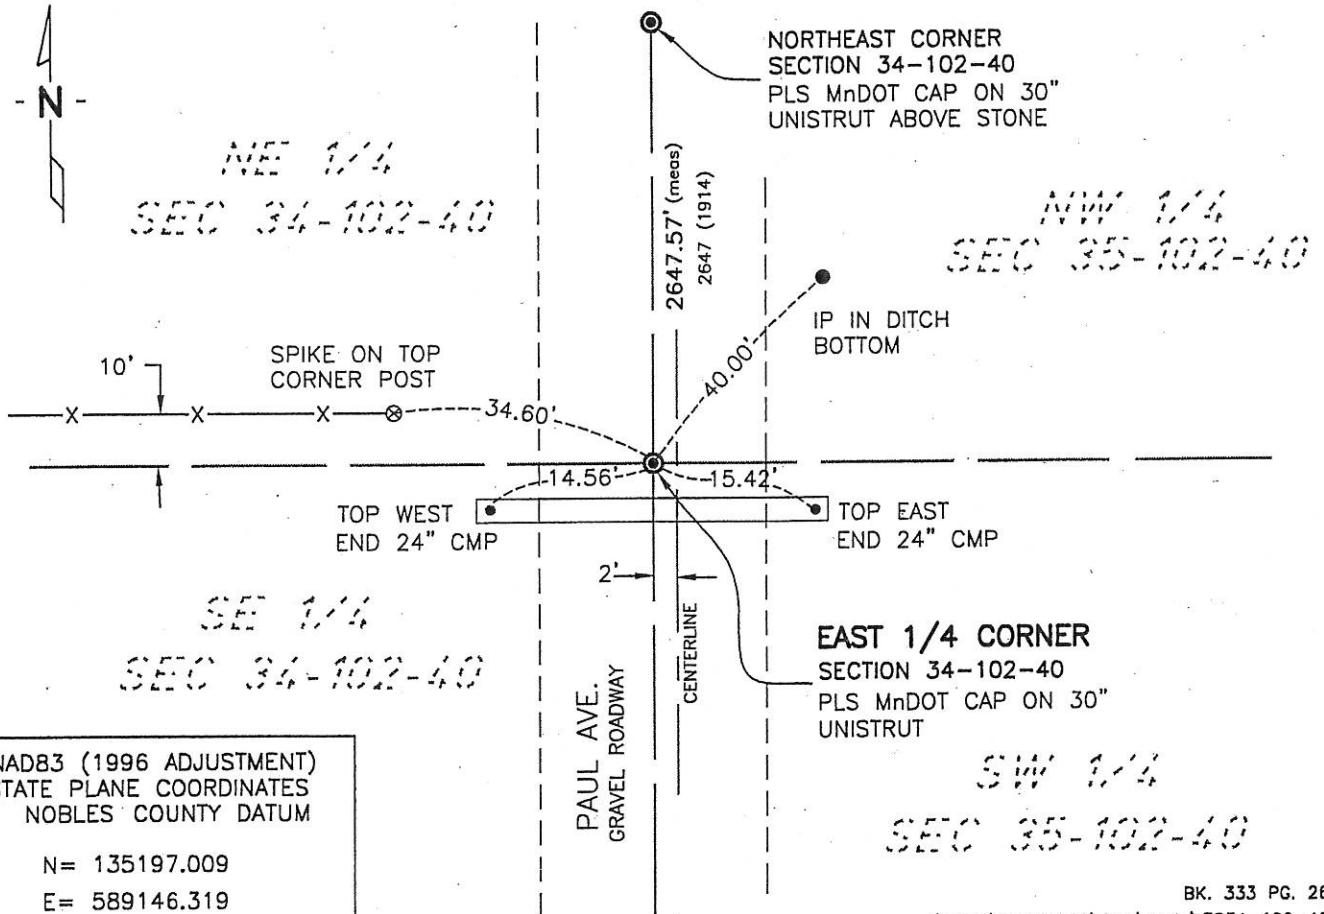 NORTHEAST CORNER
SECTION 34-102-40
PLS MnDOT CAP ON 30"
UNISTRUT ABOVE STONE
- N -
NE 1/4
SEC 34-102-40
2647.57' (meas)
2647 (1914)
NW 1/4
SEC 35-102-40
IP IN DITCH
BOTTOM
10'
SPIKE ON TOP
CORNER POST
X X X
34.60'
40.00'
14.56'
15.42'
TOP WEST
END 24" CMP
TOP EAST
END 24" CMP
2'
CENTERLINE
SE 1/4
SEC 34-102-40
EAST 1/4 CORNER
SECTION 34-102-40
PLS MnDOT CAP ON 30"
UNISTRUT
PAUL AVE.
GRAVEL ROADWAY
SW 1/4
SEC 35-102-40
NAD83 (1996 ADJUSTMENT)
STATE PLANE COORDINATES
NOBLES COUNTY DATUM
N= 135197.009
E= 589146.319
BK. 333 PG. 26